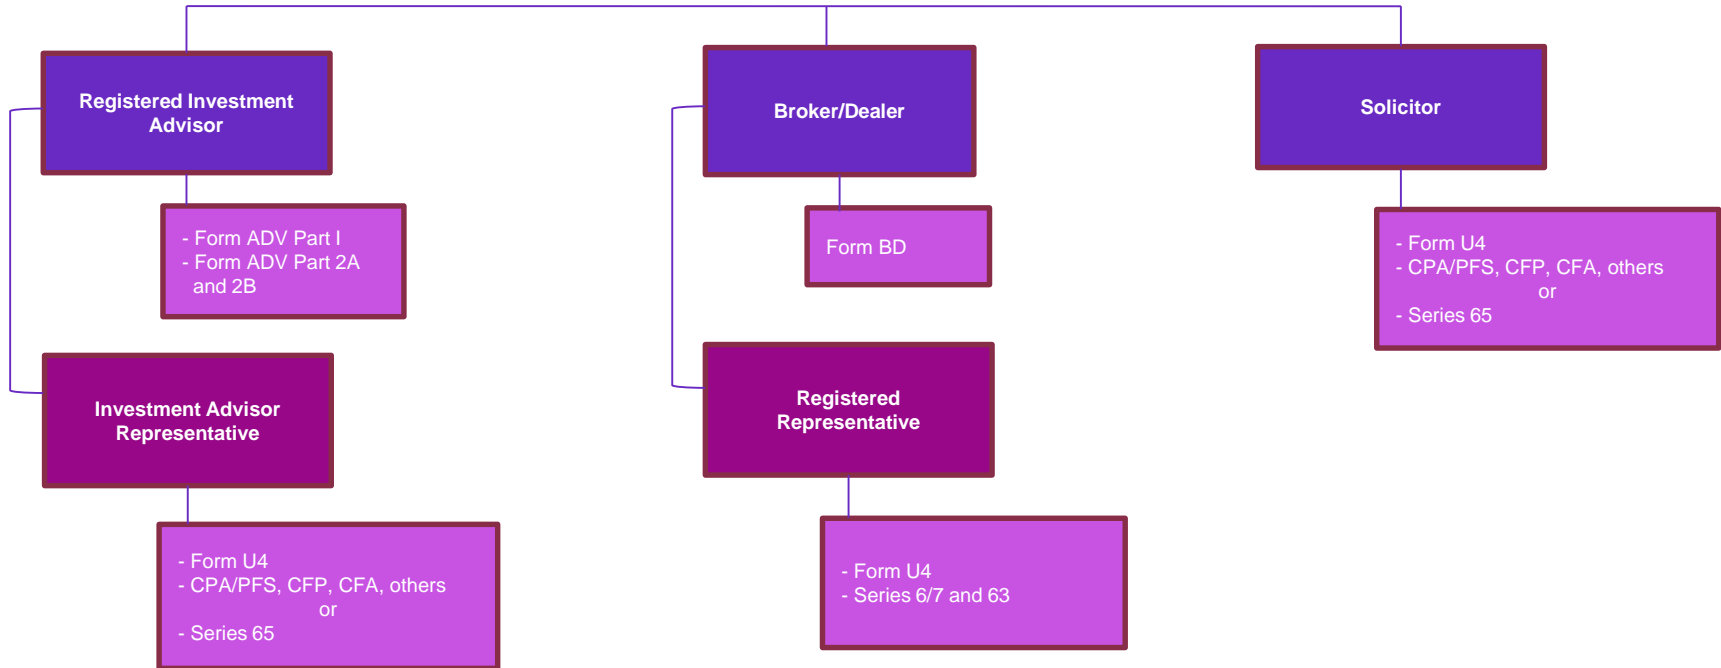 Registered Investment
Advisor
Broker/Dealer
Solicitor
- Form ADV Part I
- Form ADV Part 2A
and 2B
Form BD
- Form U4
- CPA/PFS, CFP, CFA, others
or
- Series 65
Investment Advisor
Representative
Registered
Representative
- Form U4
- CPA/PFS, CFP, CFA, others
or
- Series 65
- Form U4
- Series 6/7 and 63